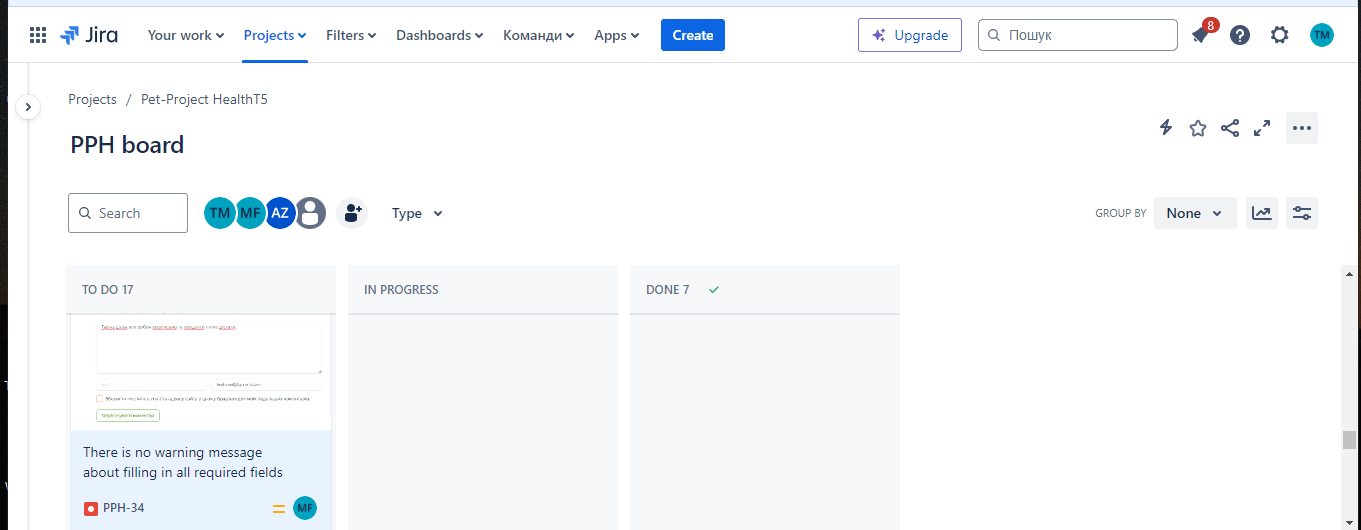 Jira Your work Projects Filters Dashboards Команди Apps Create Upgrade Пошук 8 TM
Projects / Pet-Project HealthT5
PPH board
Search TM MF AZ Type GROUP BY None
TO DO 17 IN PROGRESS DONE 7
There is no warning message
about filling in all required fields
PPH-34 MF